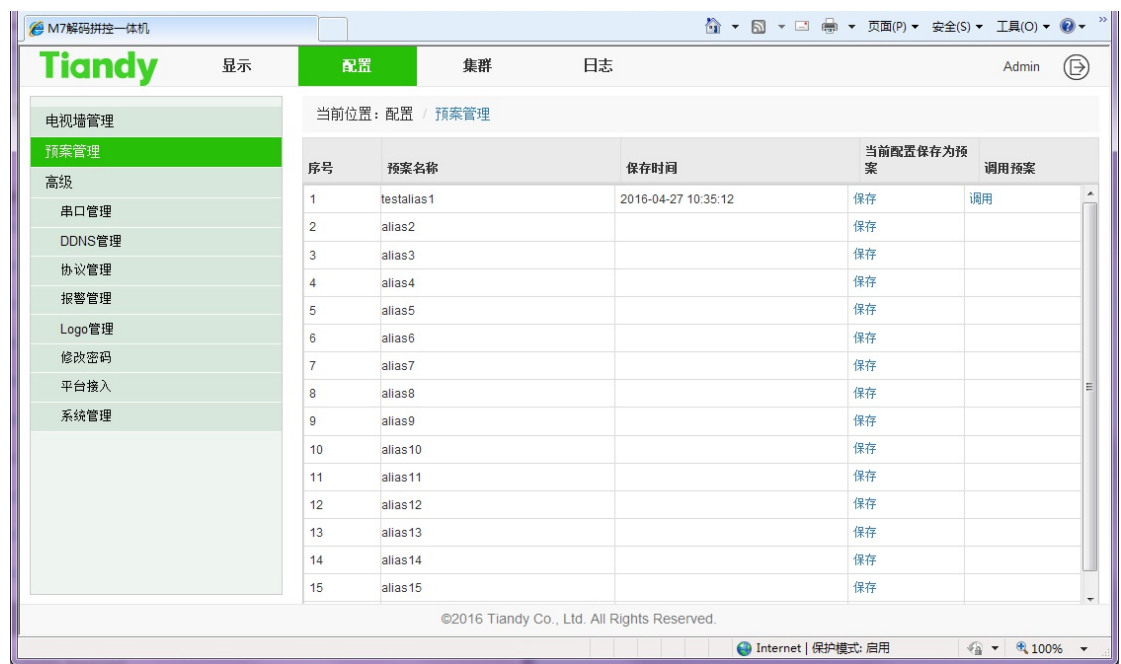 M7解码拼控一体机
页面(P) 安全(S) 工具(O) »
Tiandy 显示 配置 集群 日志 Admin
当前位置：配置 / 预案管理
电视墙管理
预案管理
高级
串口管理
DDNS管理
协议管理
报警管理
Logo管理
修改密码
平台接入
系统管理
序号 预案名称 保存时间 当前配置保存为预案 调用预案
1 testalias1 2016-04-27 10:35:12 保存 调用
2 alias2 保存
3 alias3 保存
4 alias4 保存
5 alias5 保存
6 alias6 保存
7 alias7 保存
8 alias8 保存
9 alias9 保存
10 alias10 保存
11 alias11 保存
12 alias12 保存
13 alias13 保存
14 alias14 保存
15 alias15 保存
©2016 Tiandy Co., Ltd. All Rights Reserved.
Internet | 保护模式: 启用 100%